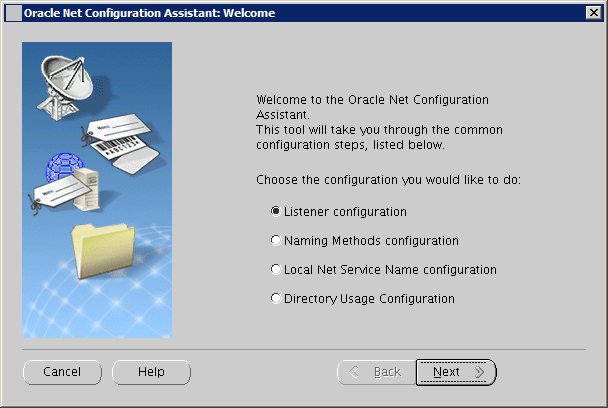 Oracle Net Configuration Assistant: Welcome
Welcome to the Oracle Net Configuration
Assistant.
This tool will take you through the common
configuration steps, listed below.
Choose the configuration you would like to do:
Listener configuration
Naming Methods configuration
Local Net Service Name configuration
Directory Usage Configuration
Cancel
Help
Back
Next